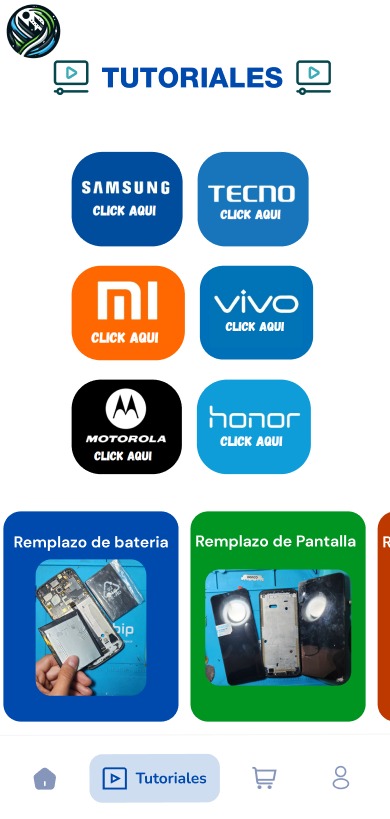 TUTORIALES
SAMSUNG
CLICK AQUI
TECNO
CLICK AQUI
MI
CLICK AQUI
vivo
CLICK AQUI
MOTOROLA
CLICK AQUI
honor
CLICK AQUI
Remplazo de bateria
Remplazo de Pantalla
R
hip
Tutoriales